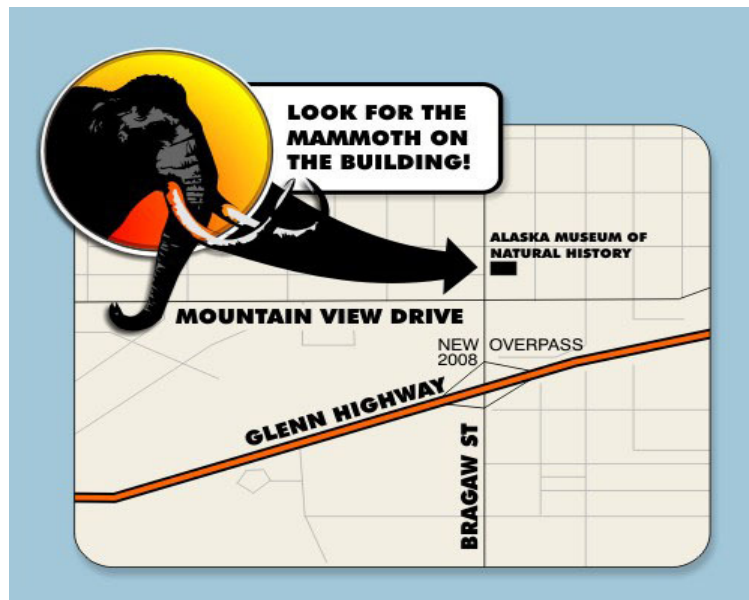 LOOK FOR THE
MAMMOTH ON
THE BUILDING!
ALASKA MUSEUM OF
NATURAL HISTORY
MOUNTAIN VIEW DRIVE
NEW OVERPASS
2008
GLENN HIGHWAY
BRAGAW ST